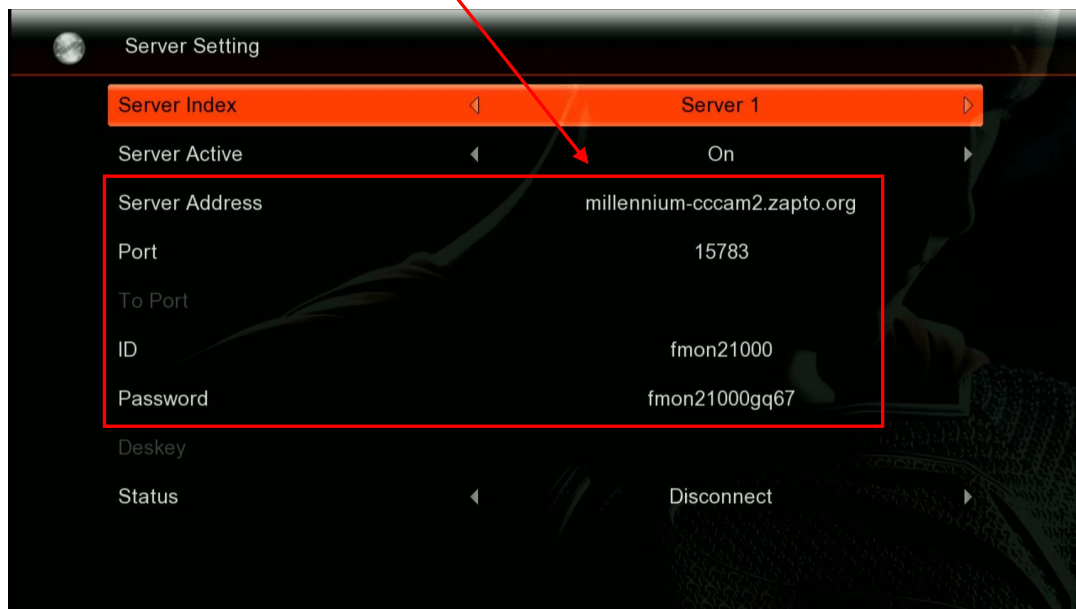 Server Setting
Server Index Server 1
Server Active On
Server Address millennium-cccam2.zapto.org
Port 15783
To Port
ID fmon21000
Password fmon21000gq67
Deskey
Status Disconnect